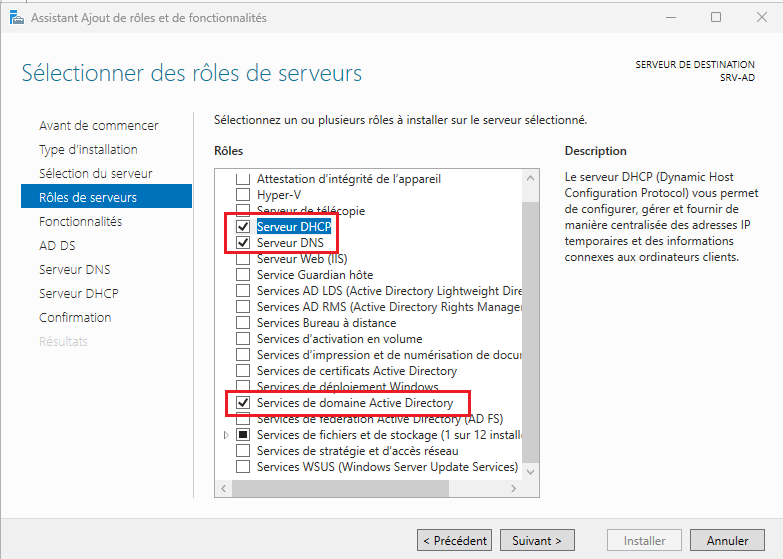 Assistant Ajout de rôles et de fonctionnalités
Sélectionner des rôles de serveurs
SERVEUR DE DESTINATION
SRV-AD
Avant de commencer
Type d'installation
Sélection du serveur
Rôles de serveurs
Fonctionnalités
AD DS
Serveur DNS
Serveur DHCP
Confirmation
Résultats
Sélectionnez un ou plusieurs rôles à installer sur le serveur sélectionné.
Rôles
Attestation d'intégrité de l'appareil
Hyper-V
Serveur de télécopie
Serveur DHCP
Serveur DNS
Serveur Web (IIS)
Service Guardian hôte
Services AD LDS (Active Directory Lightweight Dire
Services AD RMS (Active Directory Rights Manager
Services Bureau à distance
Services d'activation en volume
Services d'impression et de numérisation de docu
Services de certificats Active Directory
Services de déploiement Windows
Services de domaine Active Directory
Services de fédération Active Directory (AD FS)
Services de fichiers et de stockage (1 sur 12 installé
Services de stratégie et d'accès réseau
Services WSUS (Windows Server Update Services)
Description
Le serveur DHCP (Dynamic Host
Configuration Protocol) vous permet
de configurer, gérer et fournir de
manière centralisée des adresses IP
temporaires et des informations
connexes aux ordinateurs clients.
< Précédent
Suivant >
Installer
Annuler